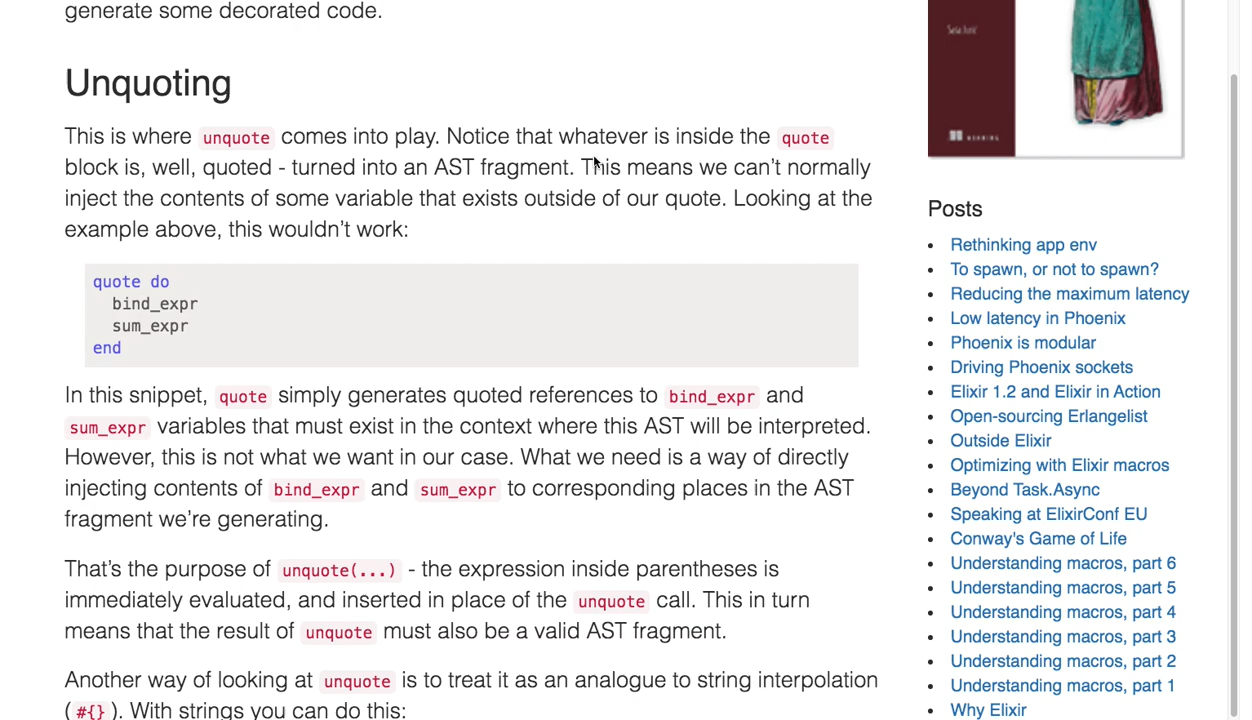 generate some decorated code.
Unquoting
This is where unquote comes into play. Notice that whatever is inside the quote
block is, well, quoted - turned into an AST fragment. This means we can’t normally
inject the contents of some variable that exists outside of our quote. Looking at the
example above, this wouldn’t work:
quote do
  bind_expr
  sum_expr
end
In this snippet, quote simply generates quoted references to bind_expr and
sum_expr variables that must exist in the context where this AST will be interpreted.
However, this is not what we want in our case. What we need is a way of directly
injecting contents of bind_expr and sum_expr to corresponding places in the AST
fragment we’re generating.
That’s the purpose of unquote(...) - the expression inside parentheses is
immediately evaluated, and inserted in place of the unquote call. This in turn
means that the result of unquote must also be a valid AST fragment.
Another way of looking at unquote is to treat it as an analogue to string interpolation
( #{} ). With strings you can do this:
Saša Jurić
MANNING
Posts
Rethinking app env
To spawn, or not to spawn?
Reducing the maximum latency
Low latency in Phoenix
Phoenix is modular
Driving Phoenix sockets
Elixir 1.2 and Elixir in Action
Open-sourcing Erlangelist
Outside Elixir
Optimizing with Elixir macros
Beyond Task.Async
Speaking at ElixirConf EU
Conway's Game of Life
Understanding macros, part 6
Understanding macros, part 5
Understanding macros, part 4
Understanding macros, part 3
Understanding macros, part 2
Understanding macros, part 1
Why Elixir